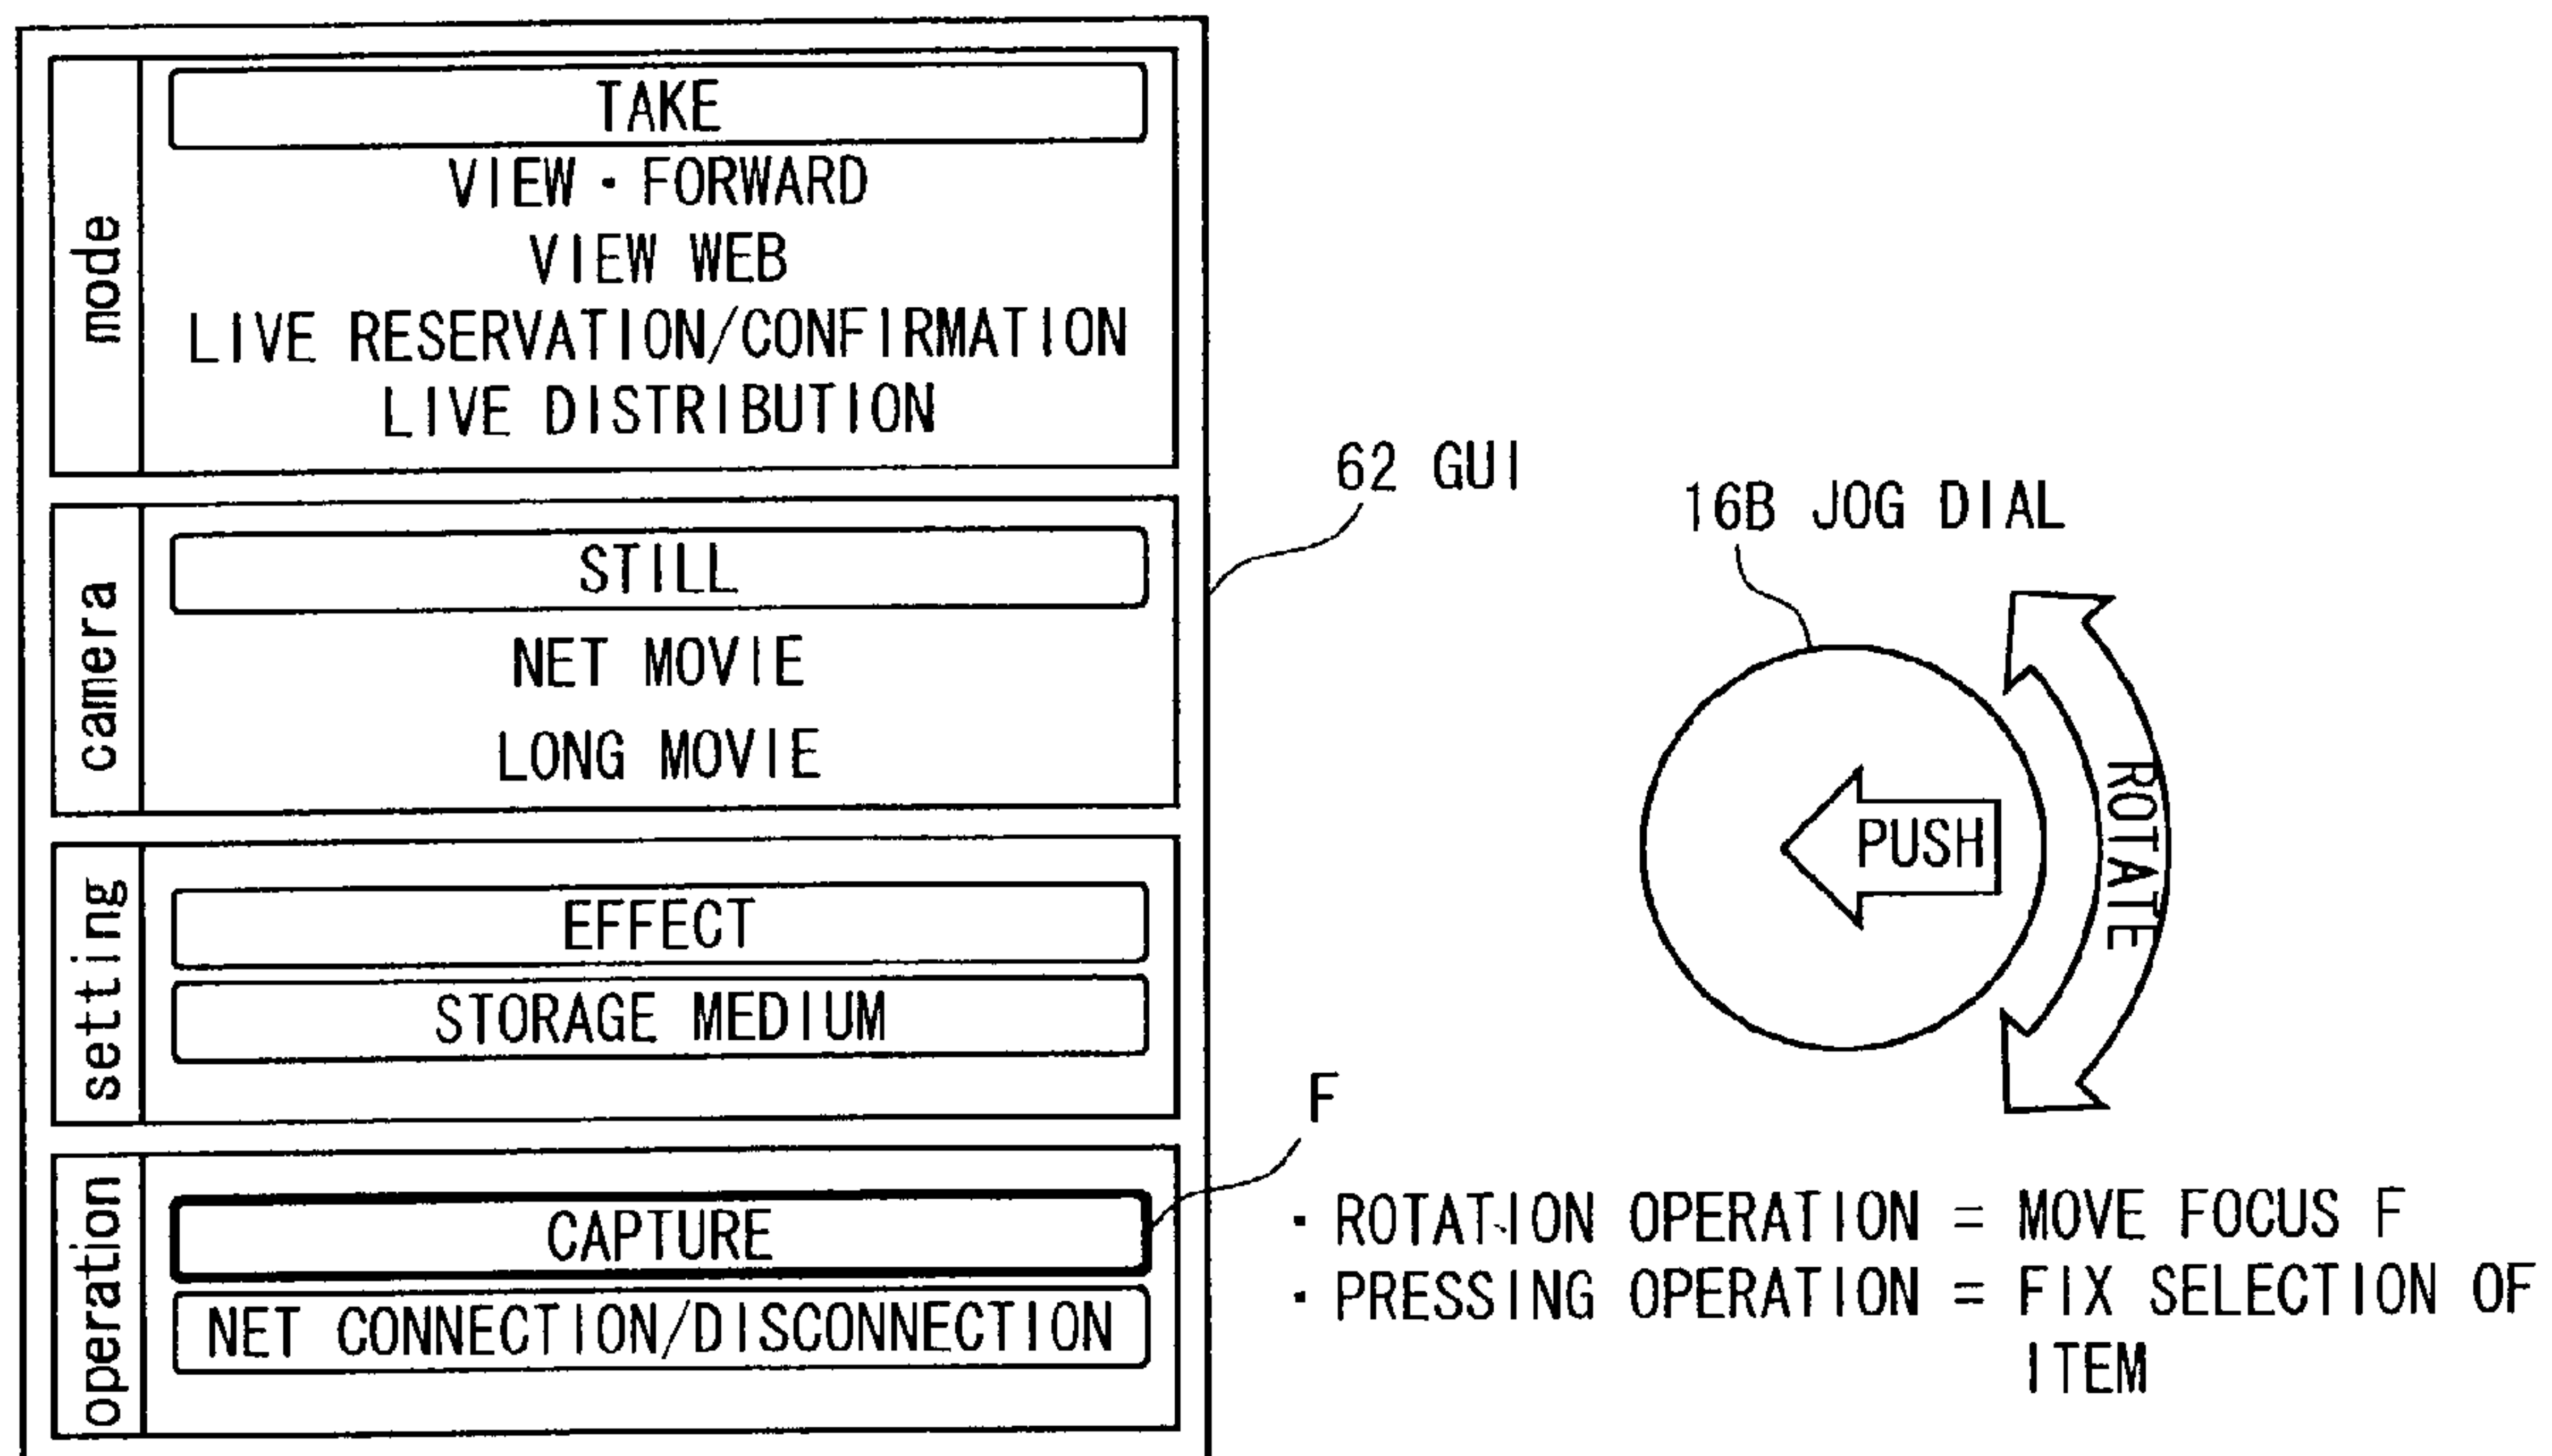 mode
TAKE
VIEW · FORWARD
VIEW WEB
LIVE RESERVATION/CONFIRMATION
LIVE DISTRIBUTION
camera
STILL
NET MOVIE
LONG MOVIE
setting
EFFECT
STORAGE MEDIUM
operation
CAPTURE
NET CONNECTION/DISCONNECTION
62 GUI
F
16B JOG DIAL
PUSH
ROTATE
· ROTATION OPERATION = MOVE FOCUS F
· PRESSING OPERATION = FIX SELECTION OF
ITEM